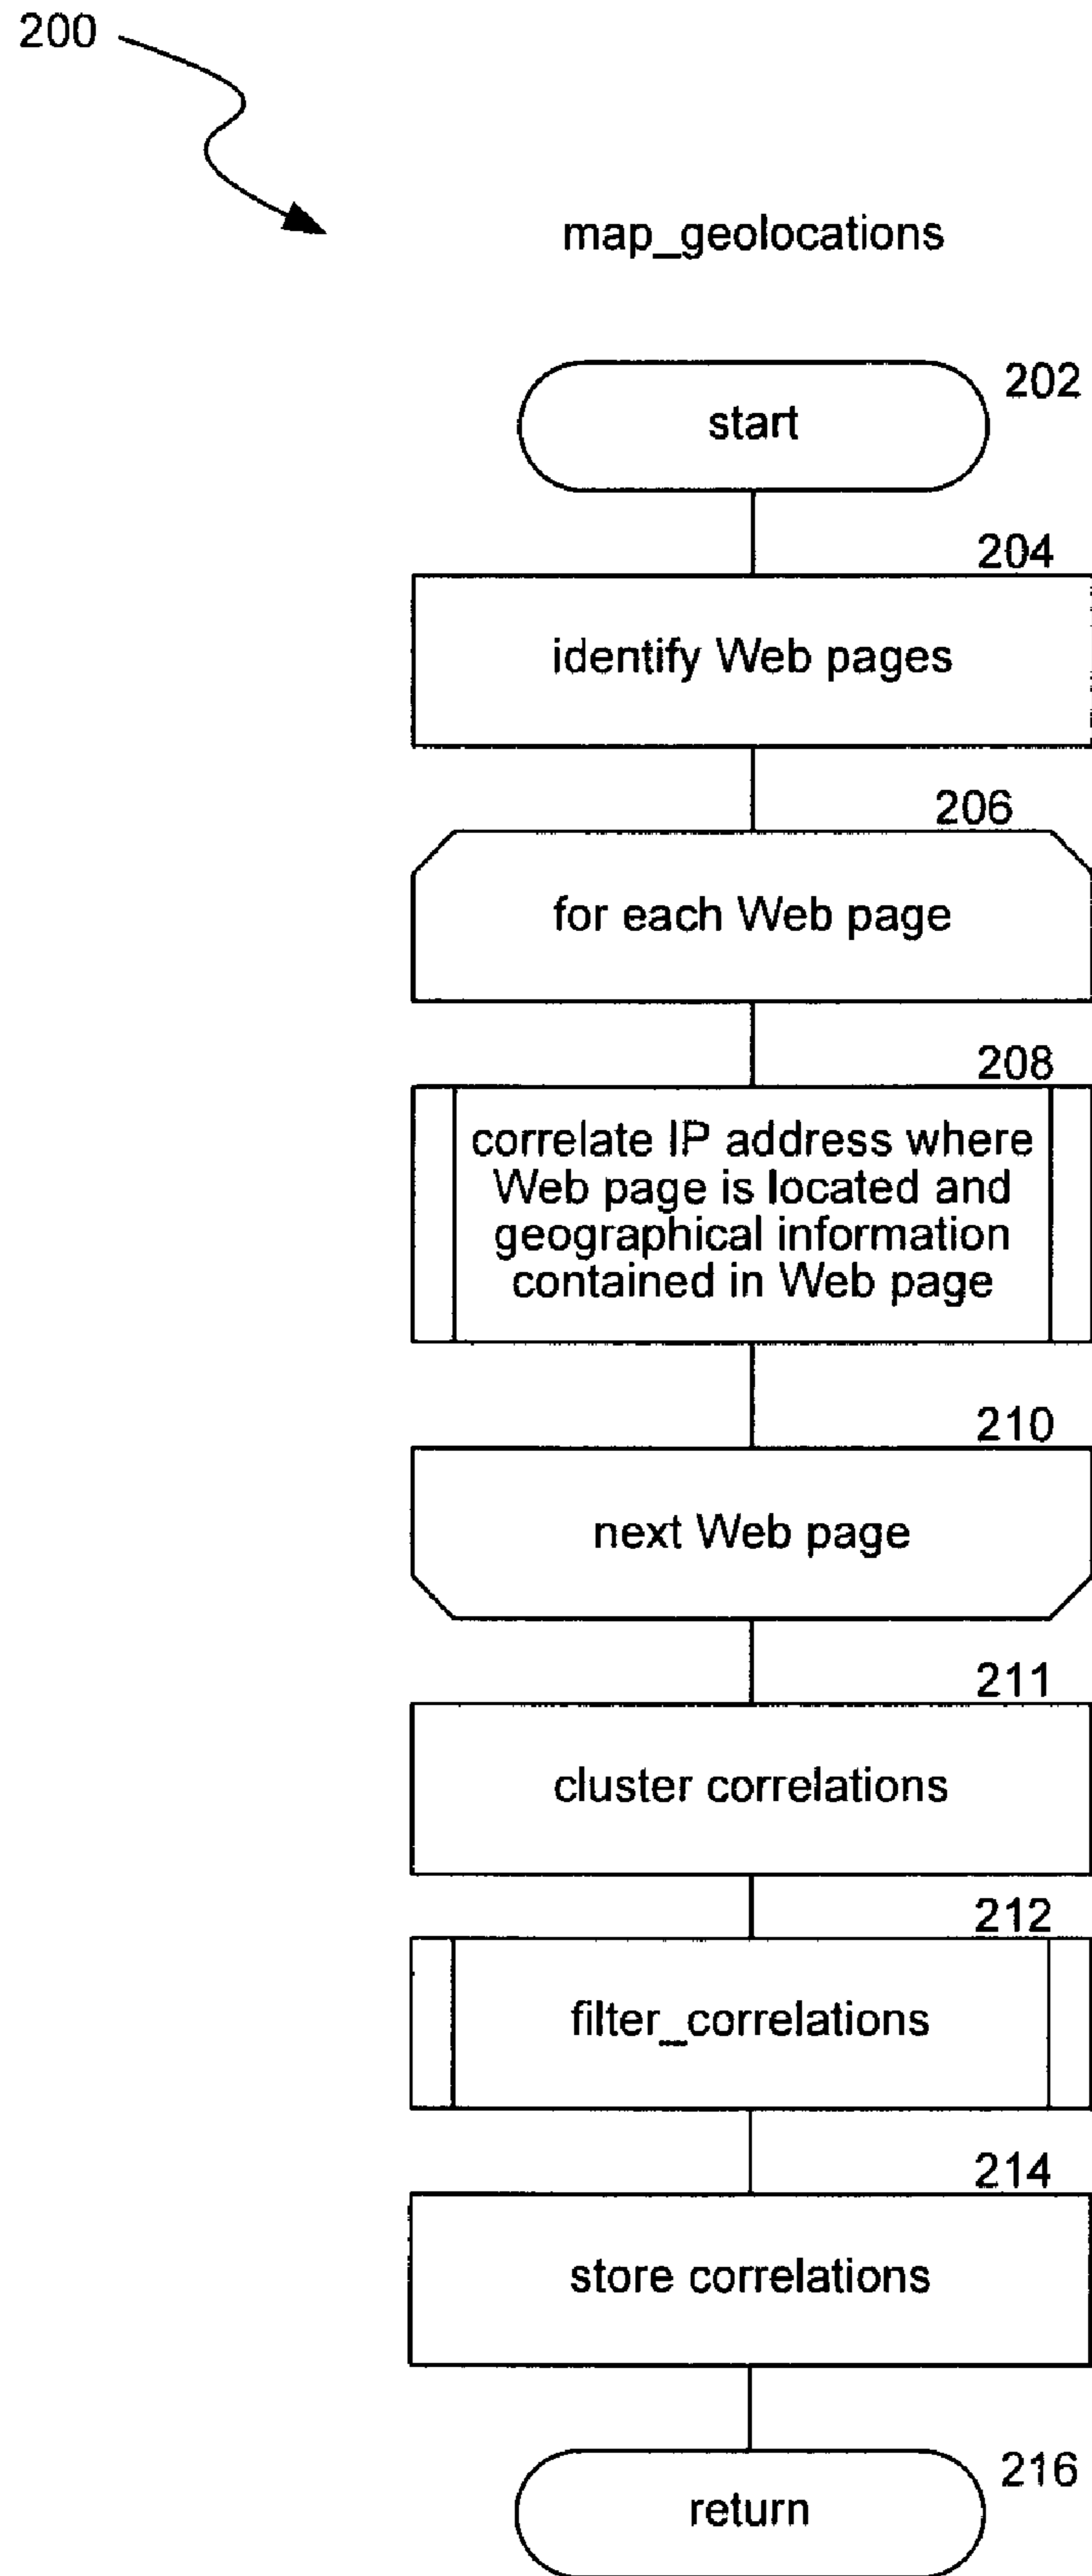 200
map_geolocations
202
start
204
identify Web pages
206
for each Web page
208
correlate IP address where
Web page is located and
geographical information
contained in Web page
210
next Web page
211
cluster correlations
212
filter_correlations
214
store correlations
216
return